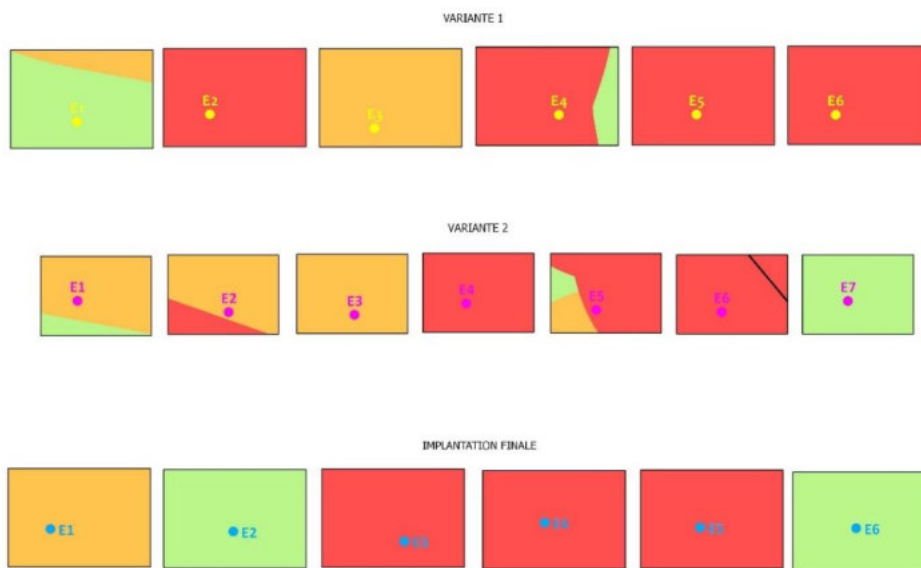 VARIANTE 1
E1 E2 E3 E4 E5 E6
VARIANTE 2
E1 E2 E3 E4 E5 E6 E7
IMPLANTATION FINALE
E1 E2 E3 E4 E5 E6